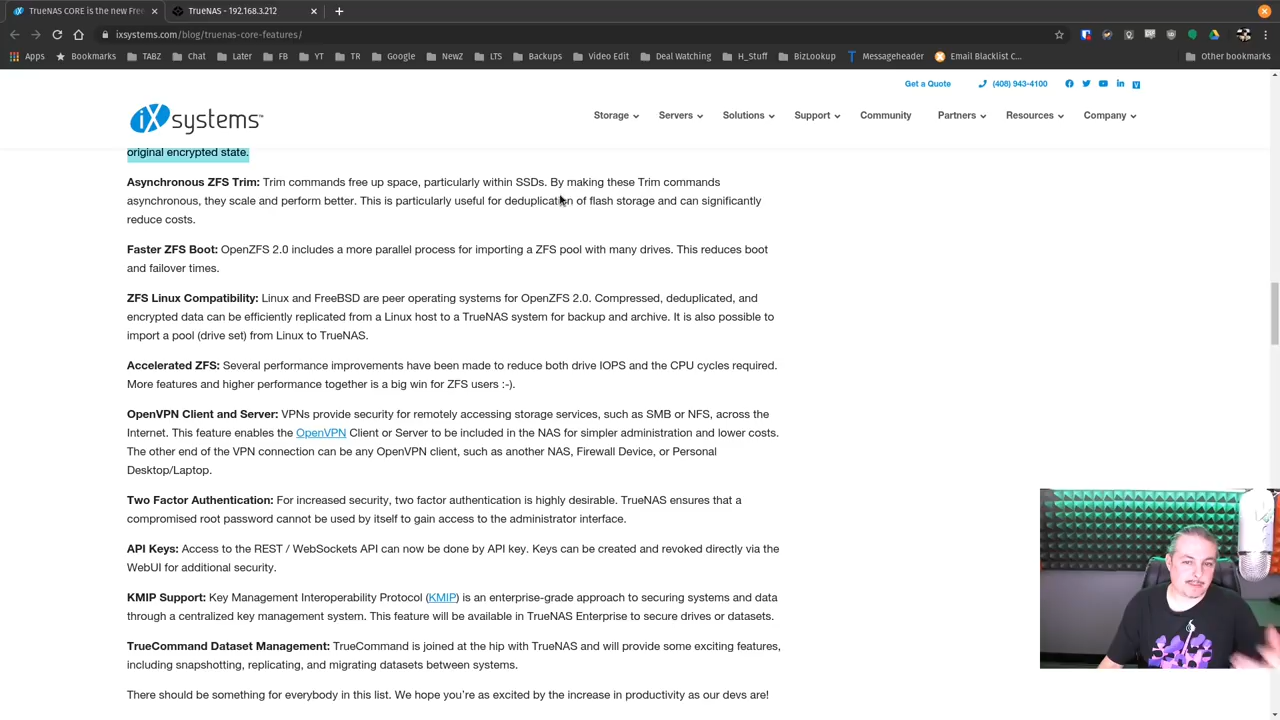 TrueNAS CORE is the new Free
TrueNAS - 192.168.3.212
ixsystems.com/blog/truenas-core-features/
Apps Bookmarks TABZ Chat Later FB YT TR Google NewZ LTS Backups Video Edit Deal Watching H_Stuff BizLookup Messageheader Email Blacklist C... Other bookmarks
Get a Quote (408) 943-4100
iXsystems
Storage Servers Solutions Support Community Partners Resources Company
original encrypted state.
Asynchronous ZFS Trim: Trim commands free up space, particularly within SSDs. By making these Trim commands
asynchronous, they scale and perform better. This is particularly useful for deduplication of flash storage and can significantly
reduce costs.
Faster ZFS Boot: OpenZFS 2.0 includes a more parallel process for importing a ZFS pool with many drives. This reduces boot
and failover times.
ZFS Linux Compatibility: Linux and FreeBSD are peer operating systems for OpenZFS 2.0. Compressed, deduplicated, and
encrypted data can be efficiently replicated from a Linux host to a TrueNAS system for backup and archive. It is also possible to
import a pool (drive set) from Linux to TrueNAS.
Accelerated ZFS: Several performance improvements have been made to reduce both drive IOPS and the CPU cycles required.
More features and higher performance together is a big win for ZFS users :-).
OpenVPN Client and Server: VPNs provide security for remotely accessing storage services, such as SMB or NFS, across the
Internet. This feature enables the OpenVPN Client or Server to be included in the NAS for simpler administration and lower costs.
The other end of the VPN connection can be any OpenVPN client, such as another NAS, Firewall Device, or Personal
Desktop/Laptop.
Two Factor Authentication: For increased security, two factor authentication is highly desirable. TrueNAS ensures that a
compromised root password cannot be used by itself to gain access to the administrator interface.
API Keys: Access to the REST / WebSockets API can now be done by API key. Keys can be created and revoked directly via the
WebUI for additional security.
KMIP Support: Key Management Interoperability Protocol (KMIP) is an enterprise-grade approach to securing systems and data
through a centralized key management system. This feature will be available in TrueNAS Enterprise to secure drives or datasets.
TrueCommand Dataset Management: TrueCommand is joined at the hip with TrueNAS and will provide some exciting features,
including snapshotting, replicating, and migrating datasets between systems.
There should be something for everybody in this list. We hope you're as excited by the increase in productivity as our devs are!